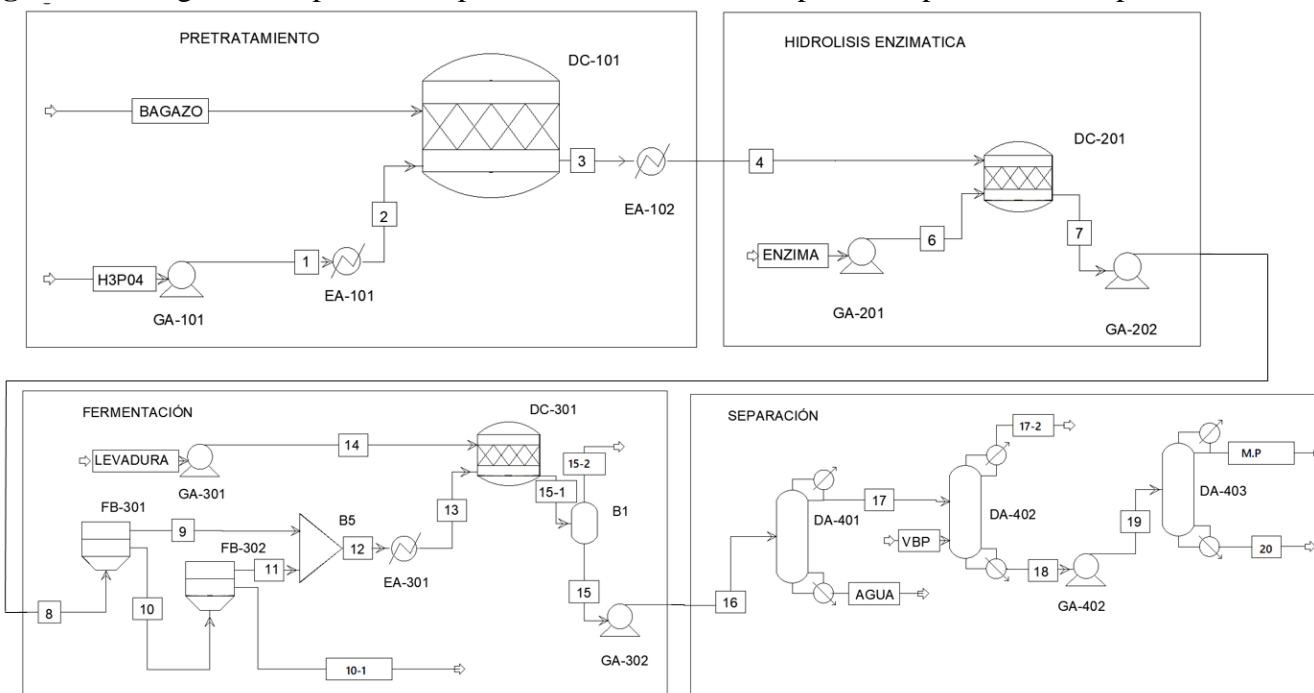 PRETRATAMIENTO
DC-101
BAGAZO
3
4
EA-102
2
H3P04
1
GA-101
EA-101
HIDROLISIS ENZIMATICA
DC-201
ENZIMA
6
7
GA-201
GA-202
FERMENTACIÓN
DC-301
LEVADURA
14
GA-301
15-2
15-1
B1
FB-301
9
B5
13
FB-302
11
12
EA-301
8
10
15
10-1
GA-302
SEPARACIÓN
17-2
M.P
DA-401
17
DA-402
DA-403
VBP
19
20
16
18
AGUA
GA-402